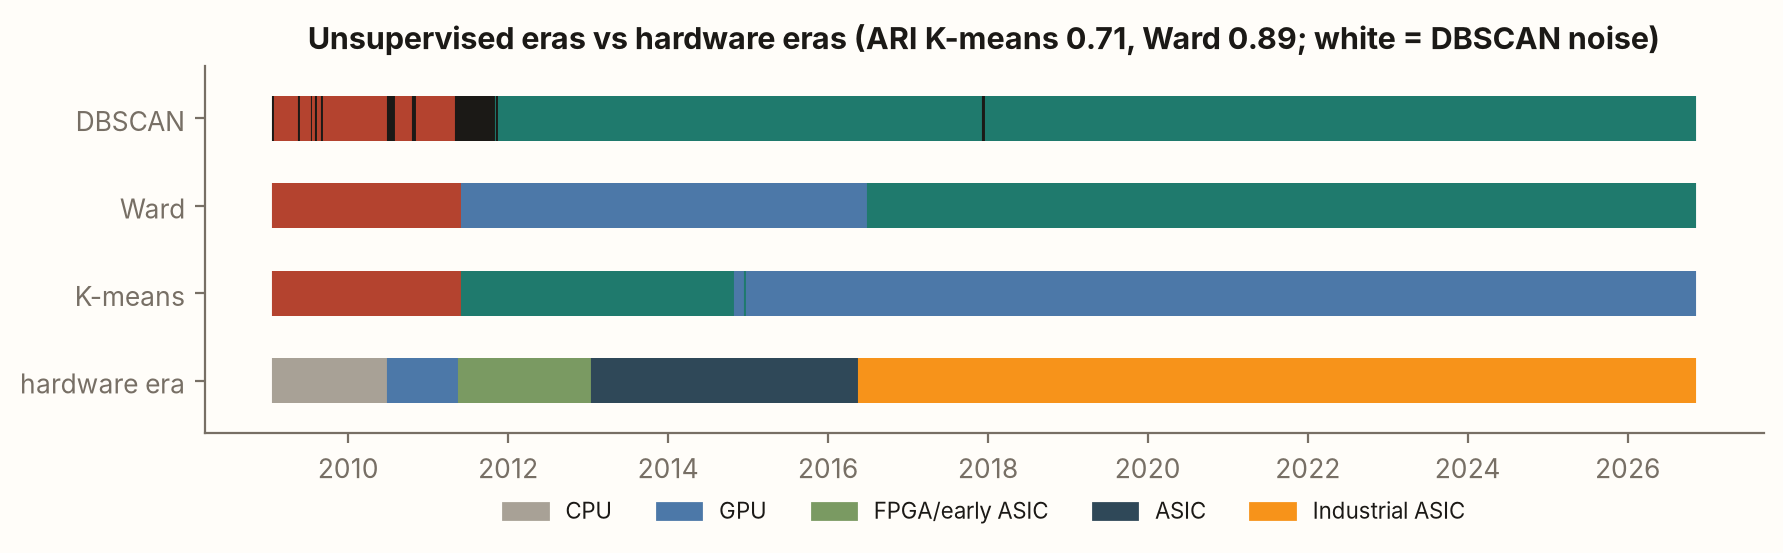 Unsupervised eras vs hardware eras (ARI K-means 0.71, Ward 0.89; white = DBSCAN noise)
DBSCAN
Ward
K-means
hardware era
2010 2012 2014 2016 2018 2020 2022 2024 2026
CPU GPU FPGA/early ASIC ASIC Industrial ASIC